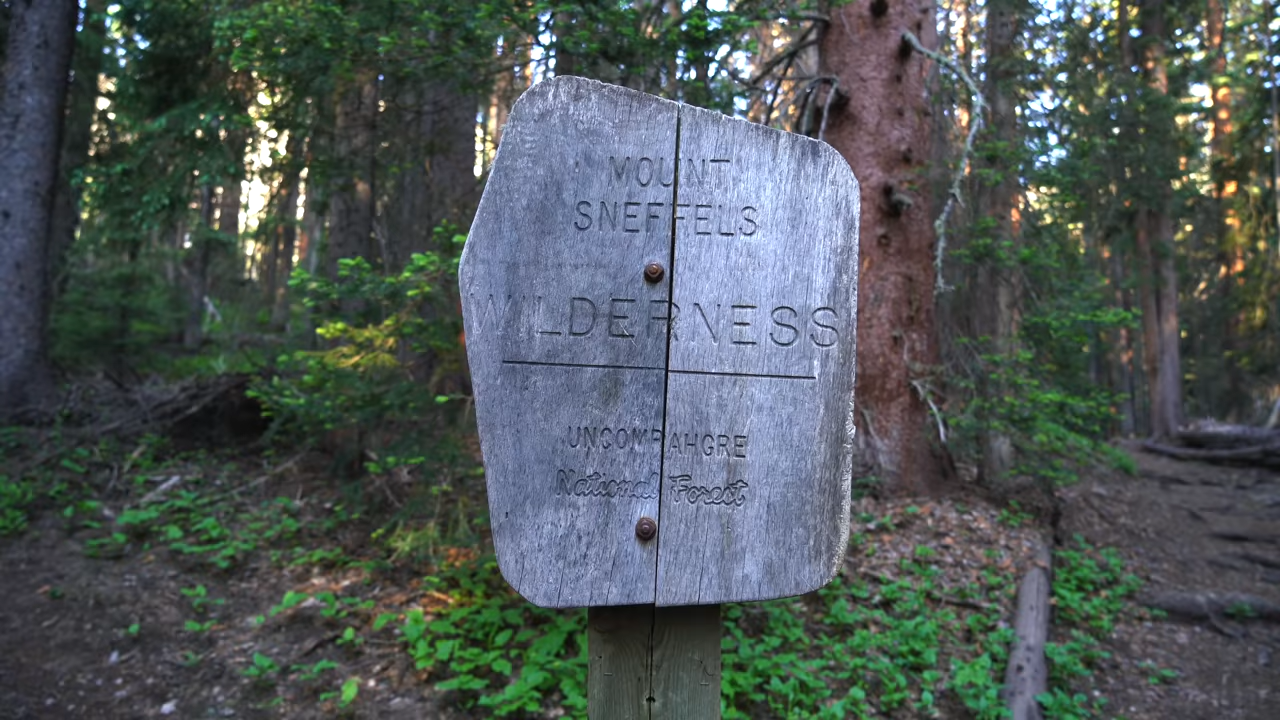 MOUNT
SNEFFELS
WILDERNESS
UNCOMPAHGRE
National Forest